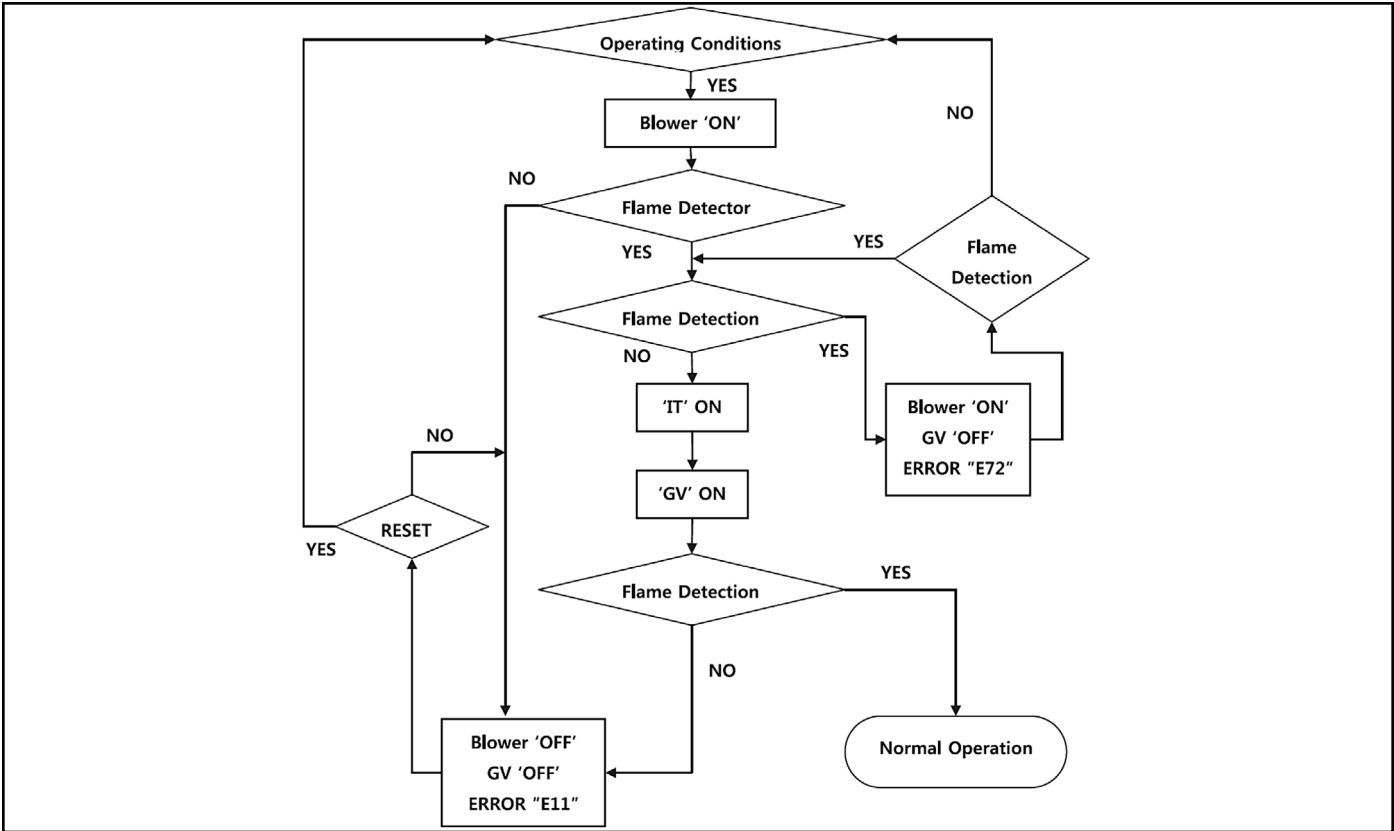 Operating Conditions
YES
NO
Blower ‘ON’
NO
Flame Detector
YES
YES
Flame
Detection
Flame Detection
YES
NO
‘IT’ ON
Blower ‘ON’
GV ‘OFF’
ERROR "E72"
NO
‘GV’ ON
RESET
YES
Flame Detection
YES
NO
Blower ‘OFF’
GV ‘OFF’
ERROR "E11"
Normal Operation